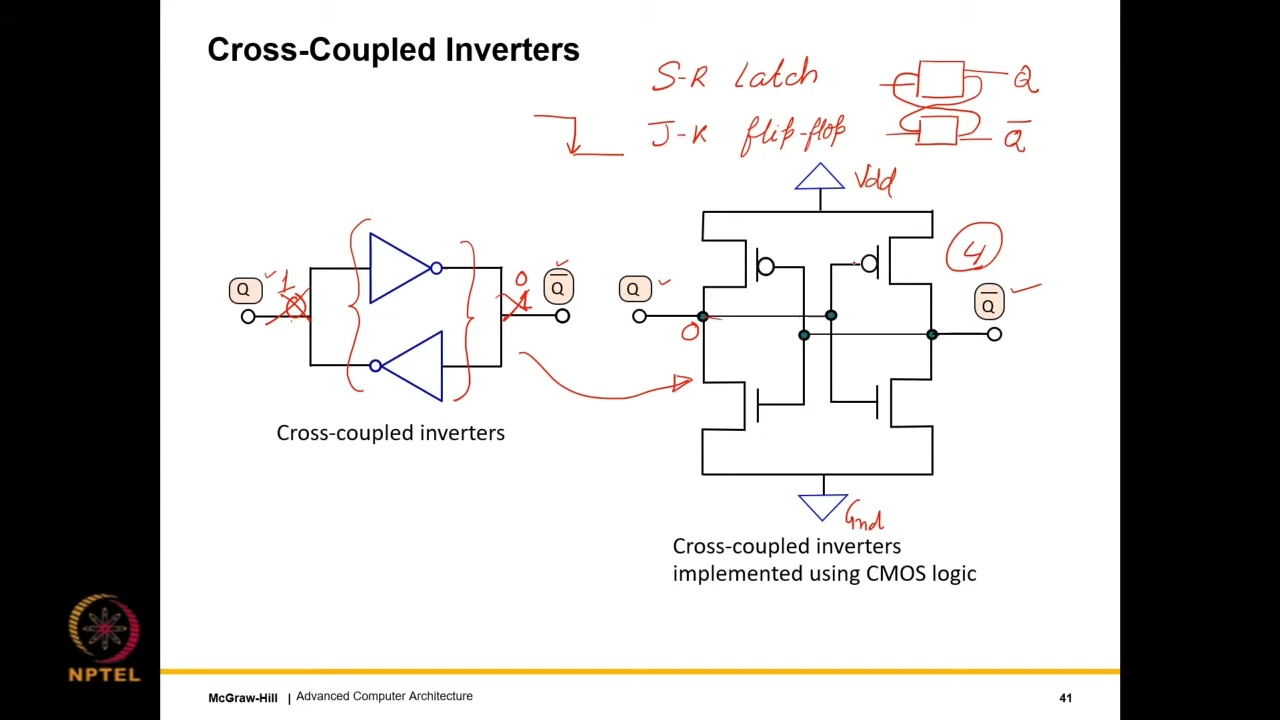 Cross-Coupled Inverters
S-R Latch
Q
J-K flip-flop
Q̅
Vdd
4
Q
1
0
1
Q̅
Q
Q̅
0
Cross-coupled inverters
Gnd
Cross-coupled inverters
implemented using CMOS logic
NPTEL
McGraw-Hill | Advanced Computer Architecture
41